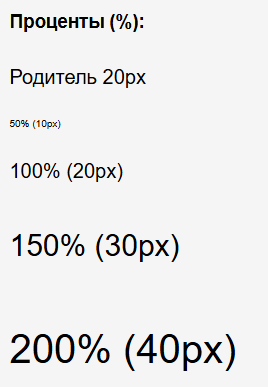 Проценты (%):
Родитель 20px
50% (10px)
100% (20px)
150% (30px)
200% (40px)